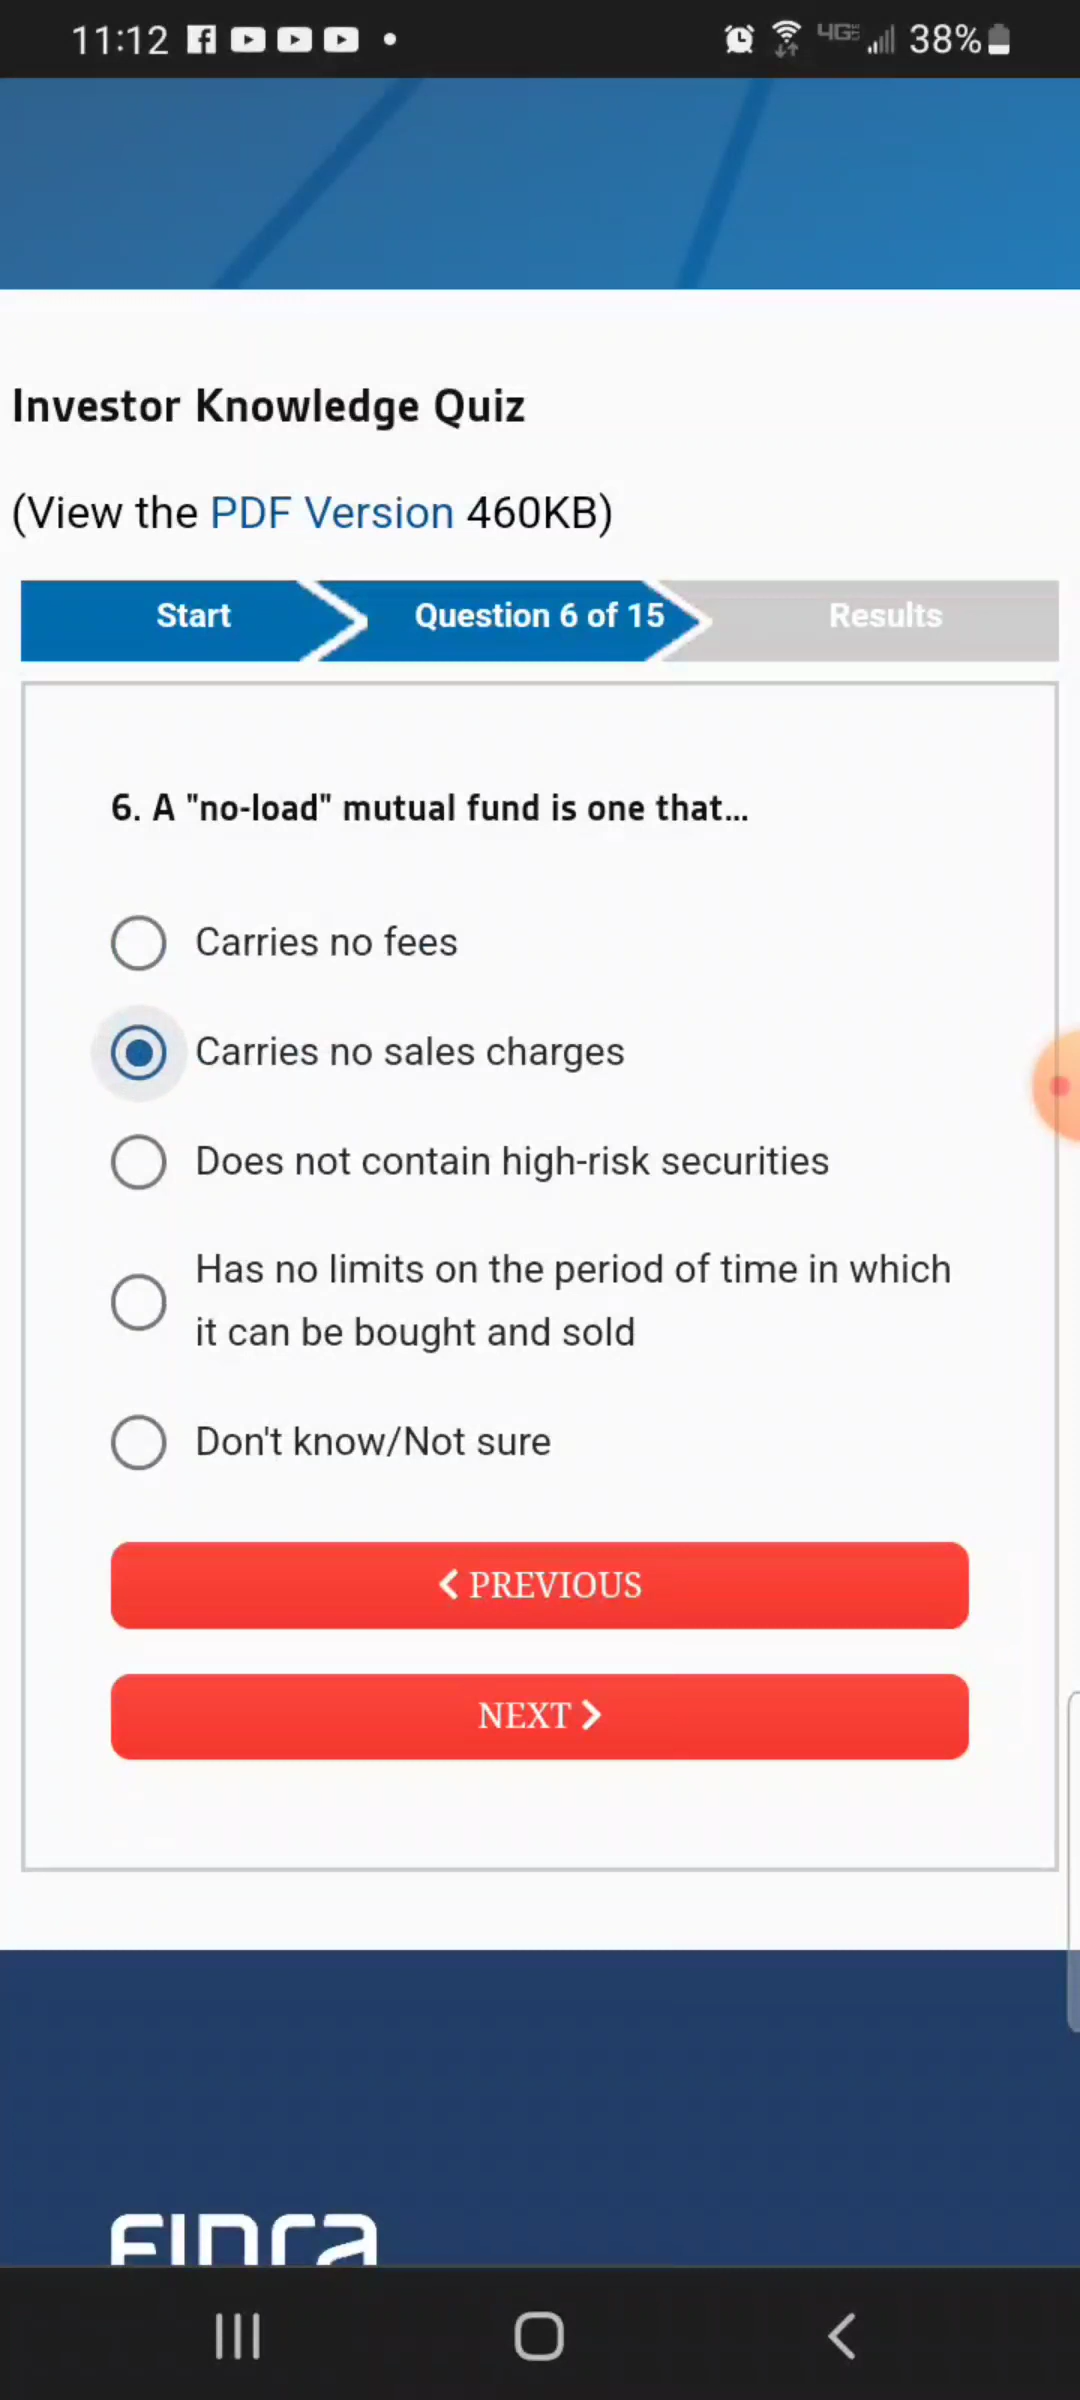 11:12
4G 38%
Investor Knowledge Quiz
(View the PDF Version 460KB)
Start Question 6 of 15 Results
6. A "no-load" mutual fund is one that...
Carries no fees
Carries no sales charges
Does not contain high-risk securities
Has no limits on the period of time in which
it can be bought and sold
Don't know/Not sure
PREVIOUS
NEXT
Finra